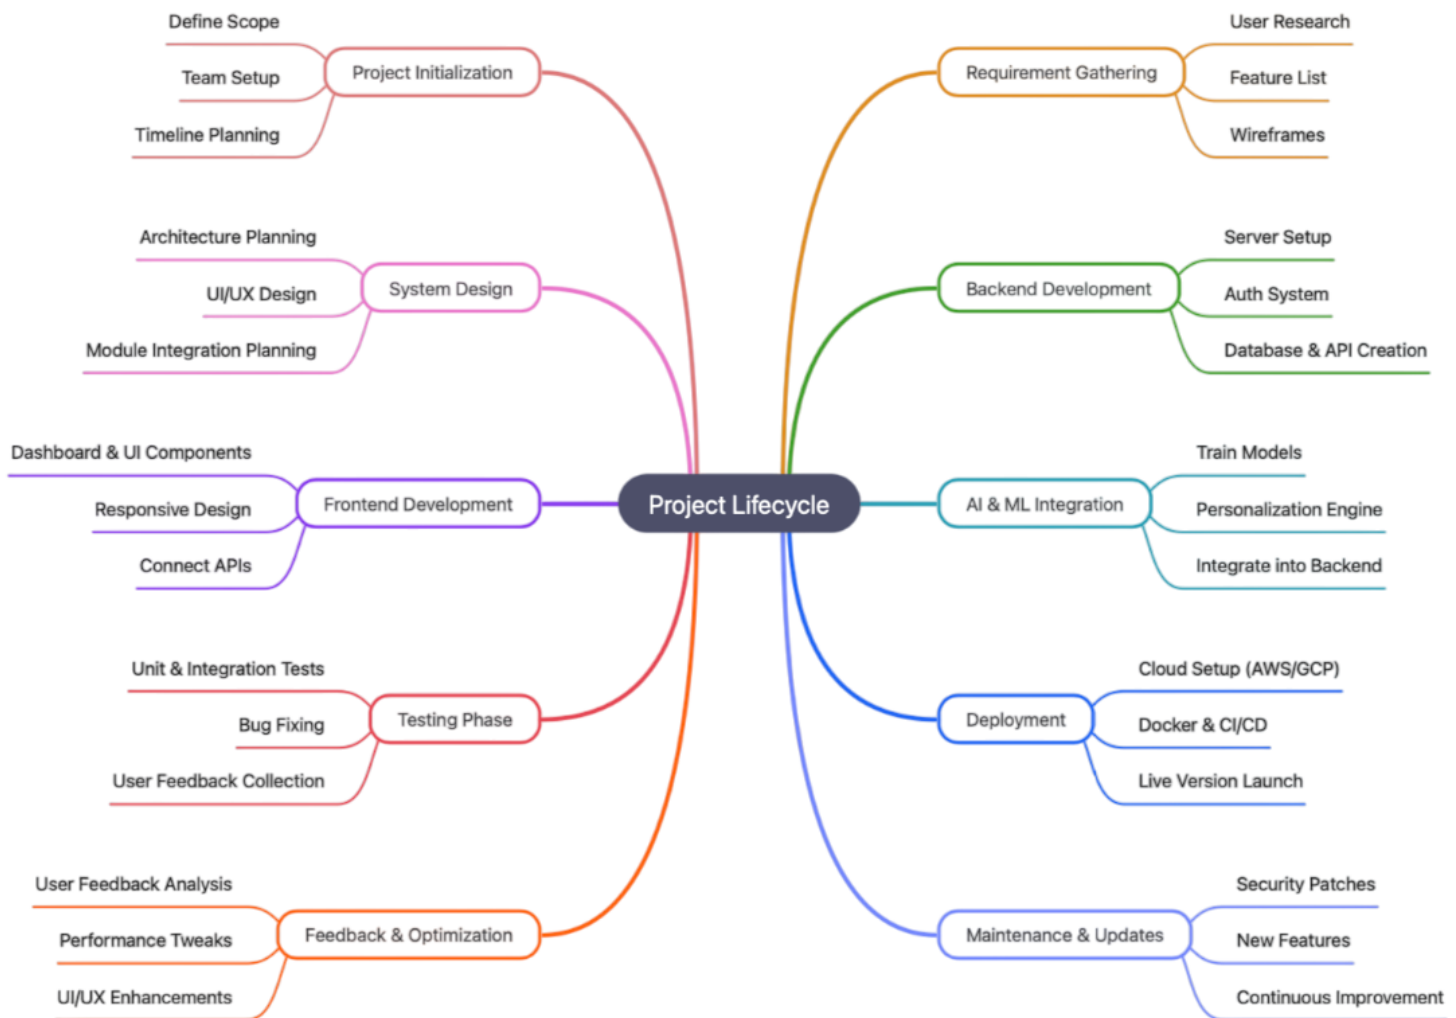 Define Scope
Team Setup
Timeline Planning
Project Initialization
User Research
Feature List
Wireframes
Requirement Gathering
Architecture Planning
UI/UX Design
Module Integration Planning
System Design
Server Setup
Auth System
Database & API Creation
Backend Development
Dashboard & UI Components
Responsive Design
Connect APIs
Frontend Development
Project Lifecycle
AI & ML Integration
Train Models
Personalization Engine
Integrate into Backend
Unit & Integration Tests
Bug Fixing
User Feedback Collection
Testing Phase
Deployment
Cloud Setup (AWS/GCP)
Docker & CI/CD
Live Version Launch
User Feedback Analysis
Performance Tweaks
UI/UX Enhancements
Feedback & Optimization
Maintenance & Updates
Security Patches
New Features
Continuous Improvement